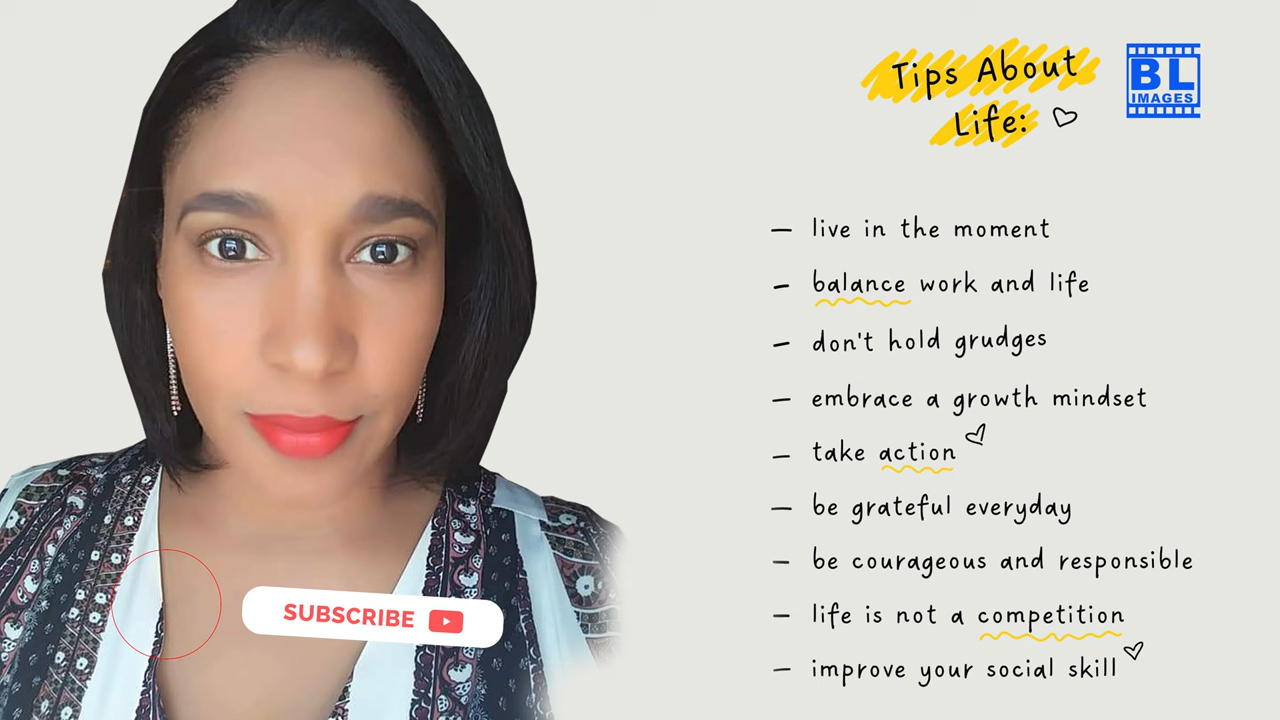 Tips About
Life:
BL
IMAGES
live in the moment
balance work and life
don't hold grudges
embrace a growth mindset
take action
be grateful everyday
be courageous and responsible
life is not a competition
improve your social skill
SUBSCRIBE